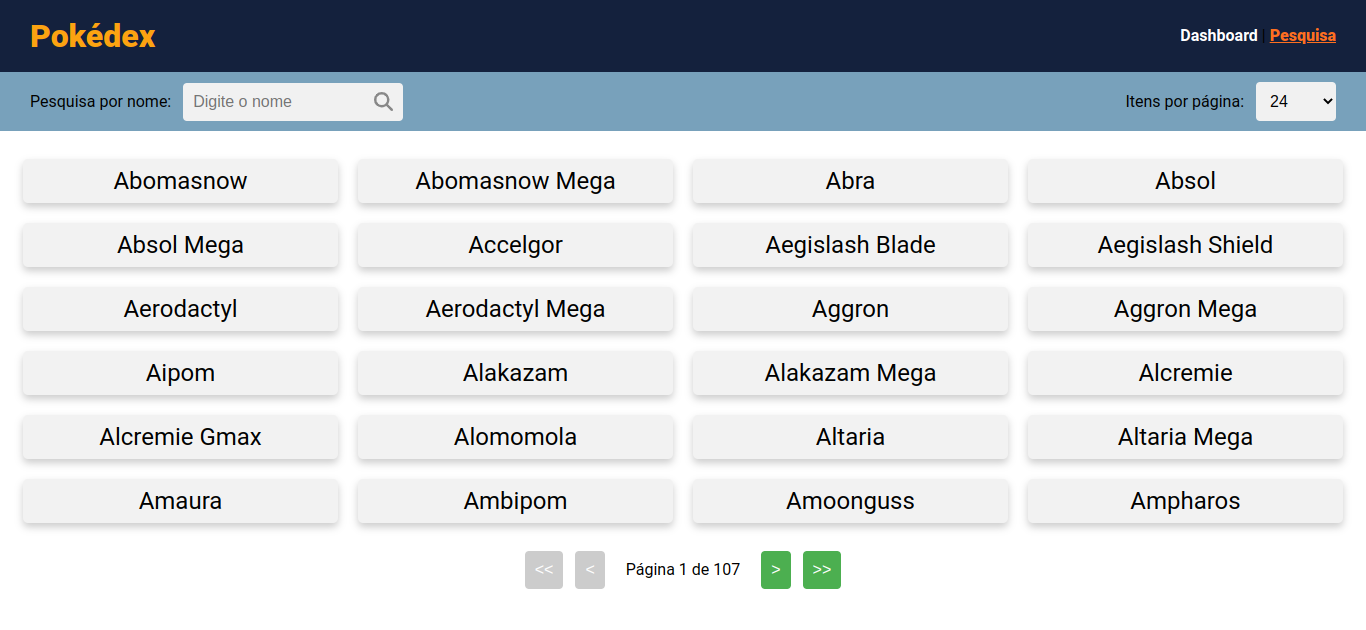 Pokédex
Dashboard | Pesquisa
Pesquisa por nome: Digite o nome Itens por página: 24
Abomasnow Abomasnow Mega Abra Absol
Absol Mega Accelgor Aegislash Blade Aegislash Shield
Aerodactyl Aerodactyl Mega Aggron Aggron Mega
Aipom Alakazam Alakazam Mega Alcremie
Alcremie Gmax Alomomola Altaria Altaria Mega
Amaura Ambipom Amoonguss Ampharos
<< < Página 1 de 107 > >>